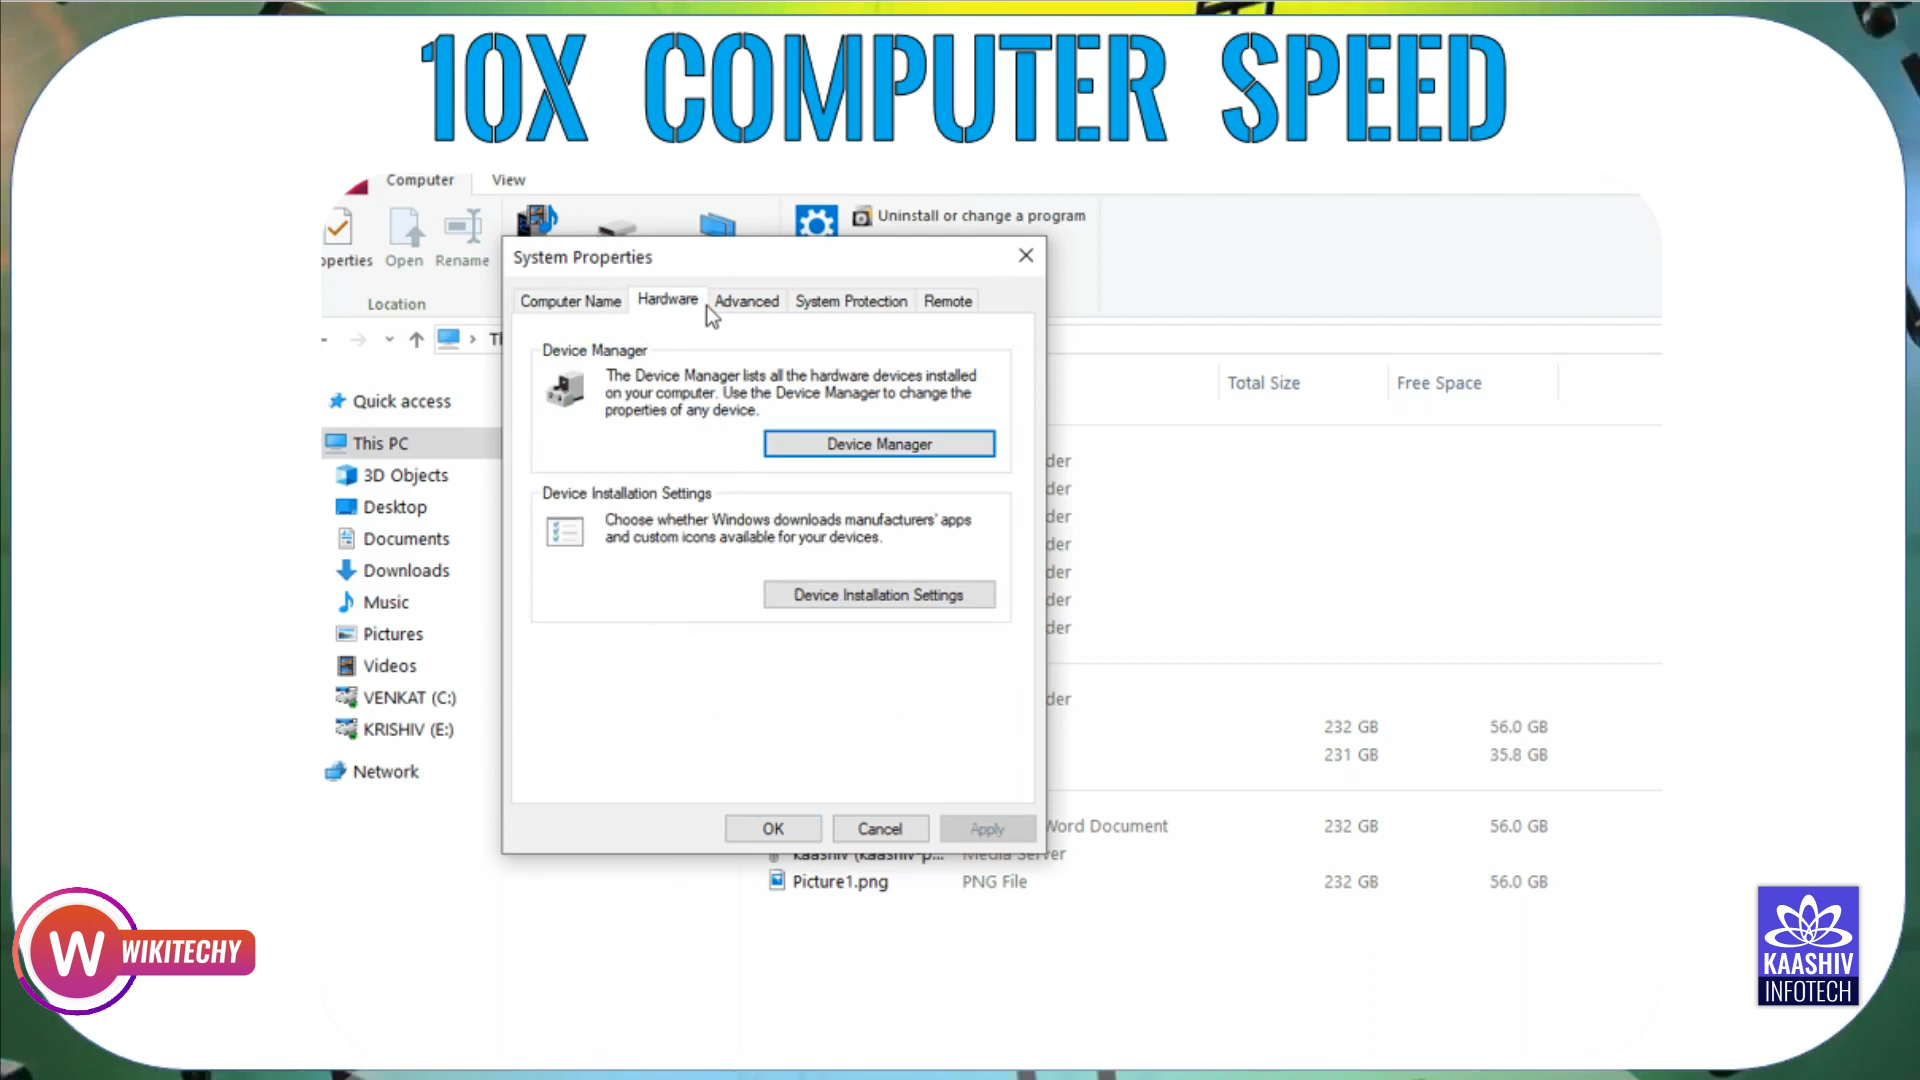 10X COMPUTER SPEED
Computer View
Uninstall or change a program
operties Open Rename
Location
System Properties
Computer Name Hardware Advanced System Protection Remote
Device Manager
The Device Manager lists all the hardware devices installed
on your computer. Use the Device Manager to change the
properties of any device.
Device Manager
Device Installation Settings
Choose whether Windows downloads manufacturers' apps
and custom icons available for your devices.
Device Installation Settings
OK Cancel Apply
Quick access
This PC
3D Objects
Desktop
Documents
Downloads
Music
Pictures
Videos
VENKAT (C:)
KRISHIV (E:)
Network
Total Size Free Space
der
der
der
der
der
der
der
der
232 GB 56.0 GB
231 GB 35.8 GB
Word Document 232 GB 56.0 GB
kaashiv (kaashiv-p... Media Server
Picture1.png PNG File 232 GB 56.0 GB
W WIKITECHY
KAASHIV
INFOTECH